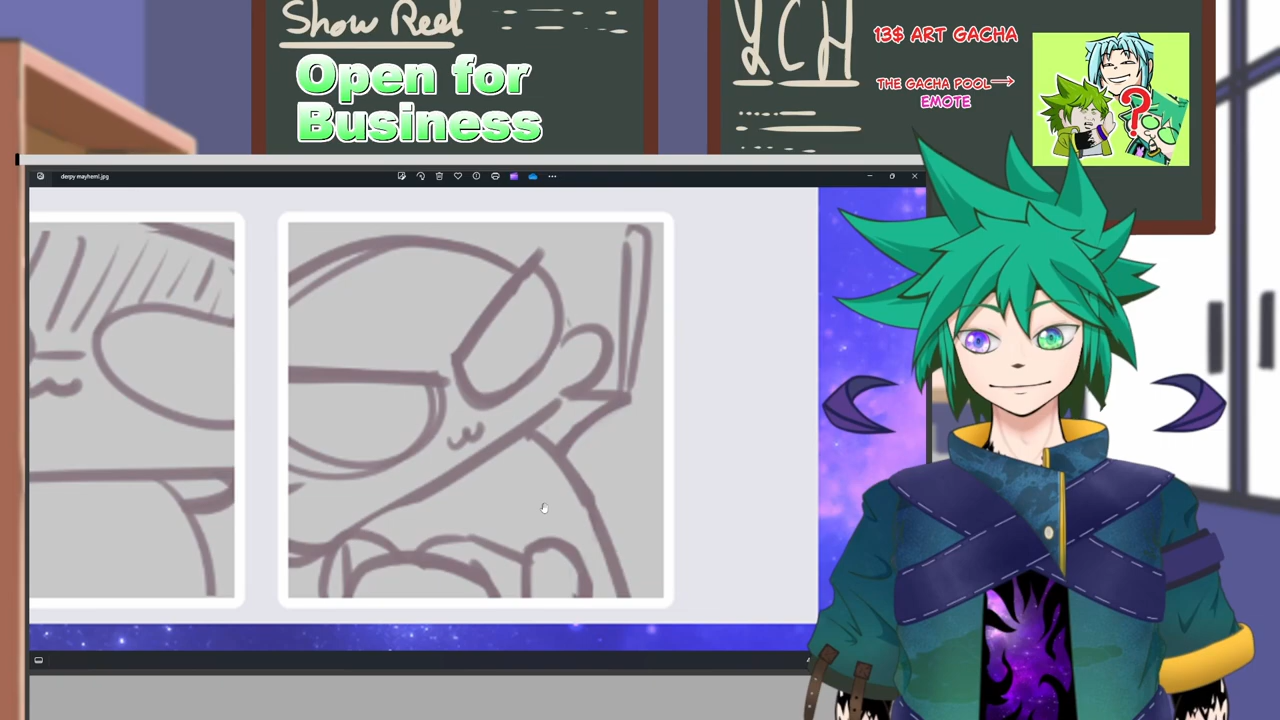 Show Reel
Open for
Business
YCH
13$ ART GACHA
THE GACHA POOL
EMOTE
?
derpy mayhem!.jpg